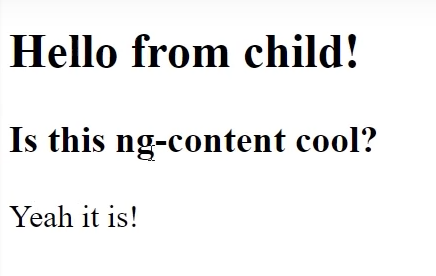 Hello from child!
Is this ng-content cool?
Yeah it is!